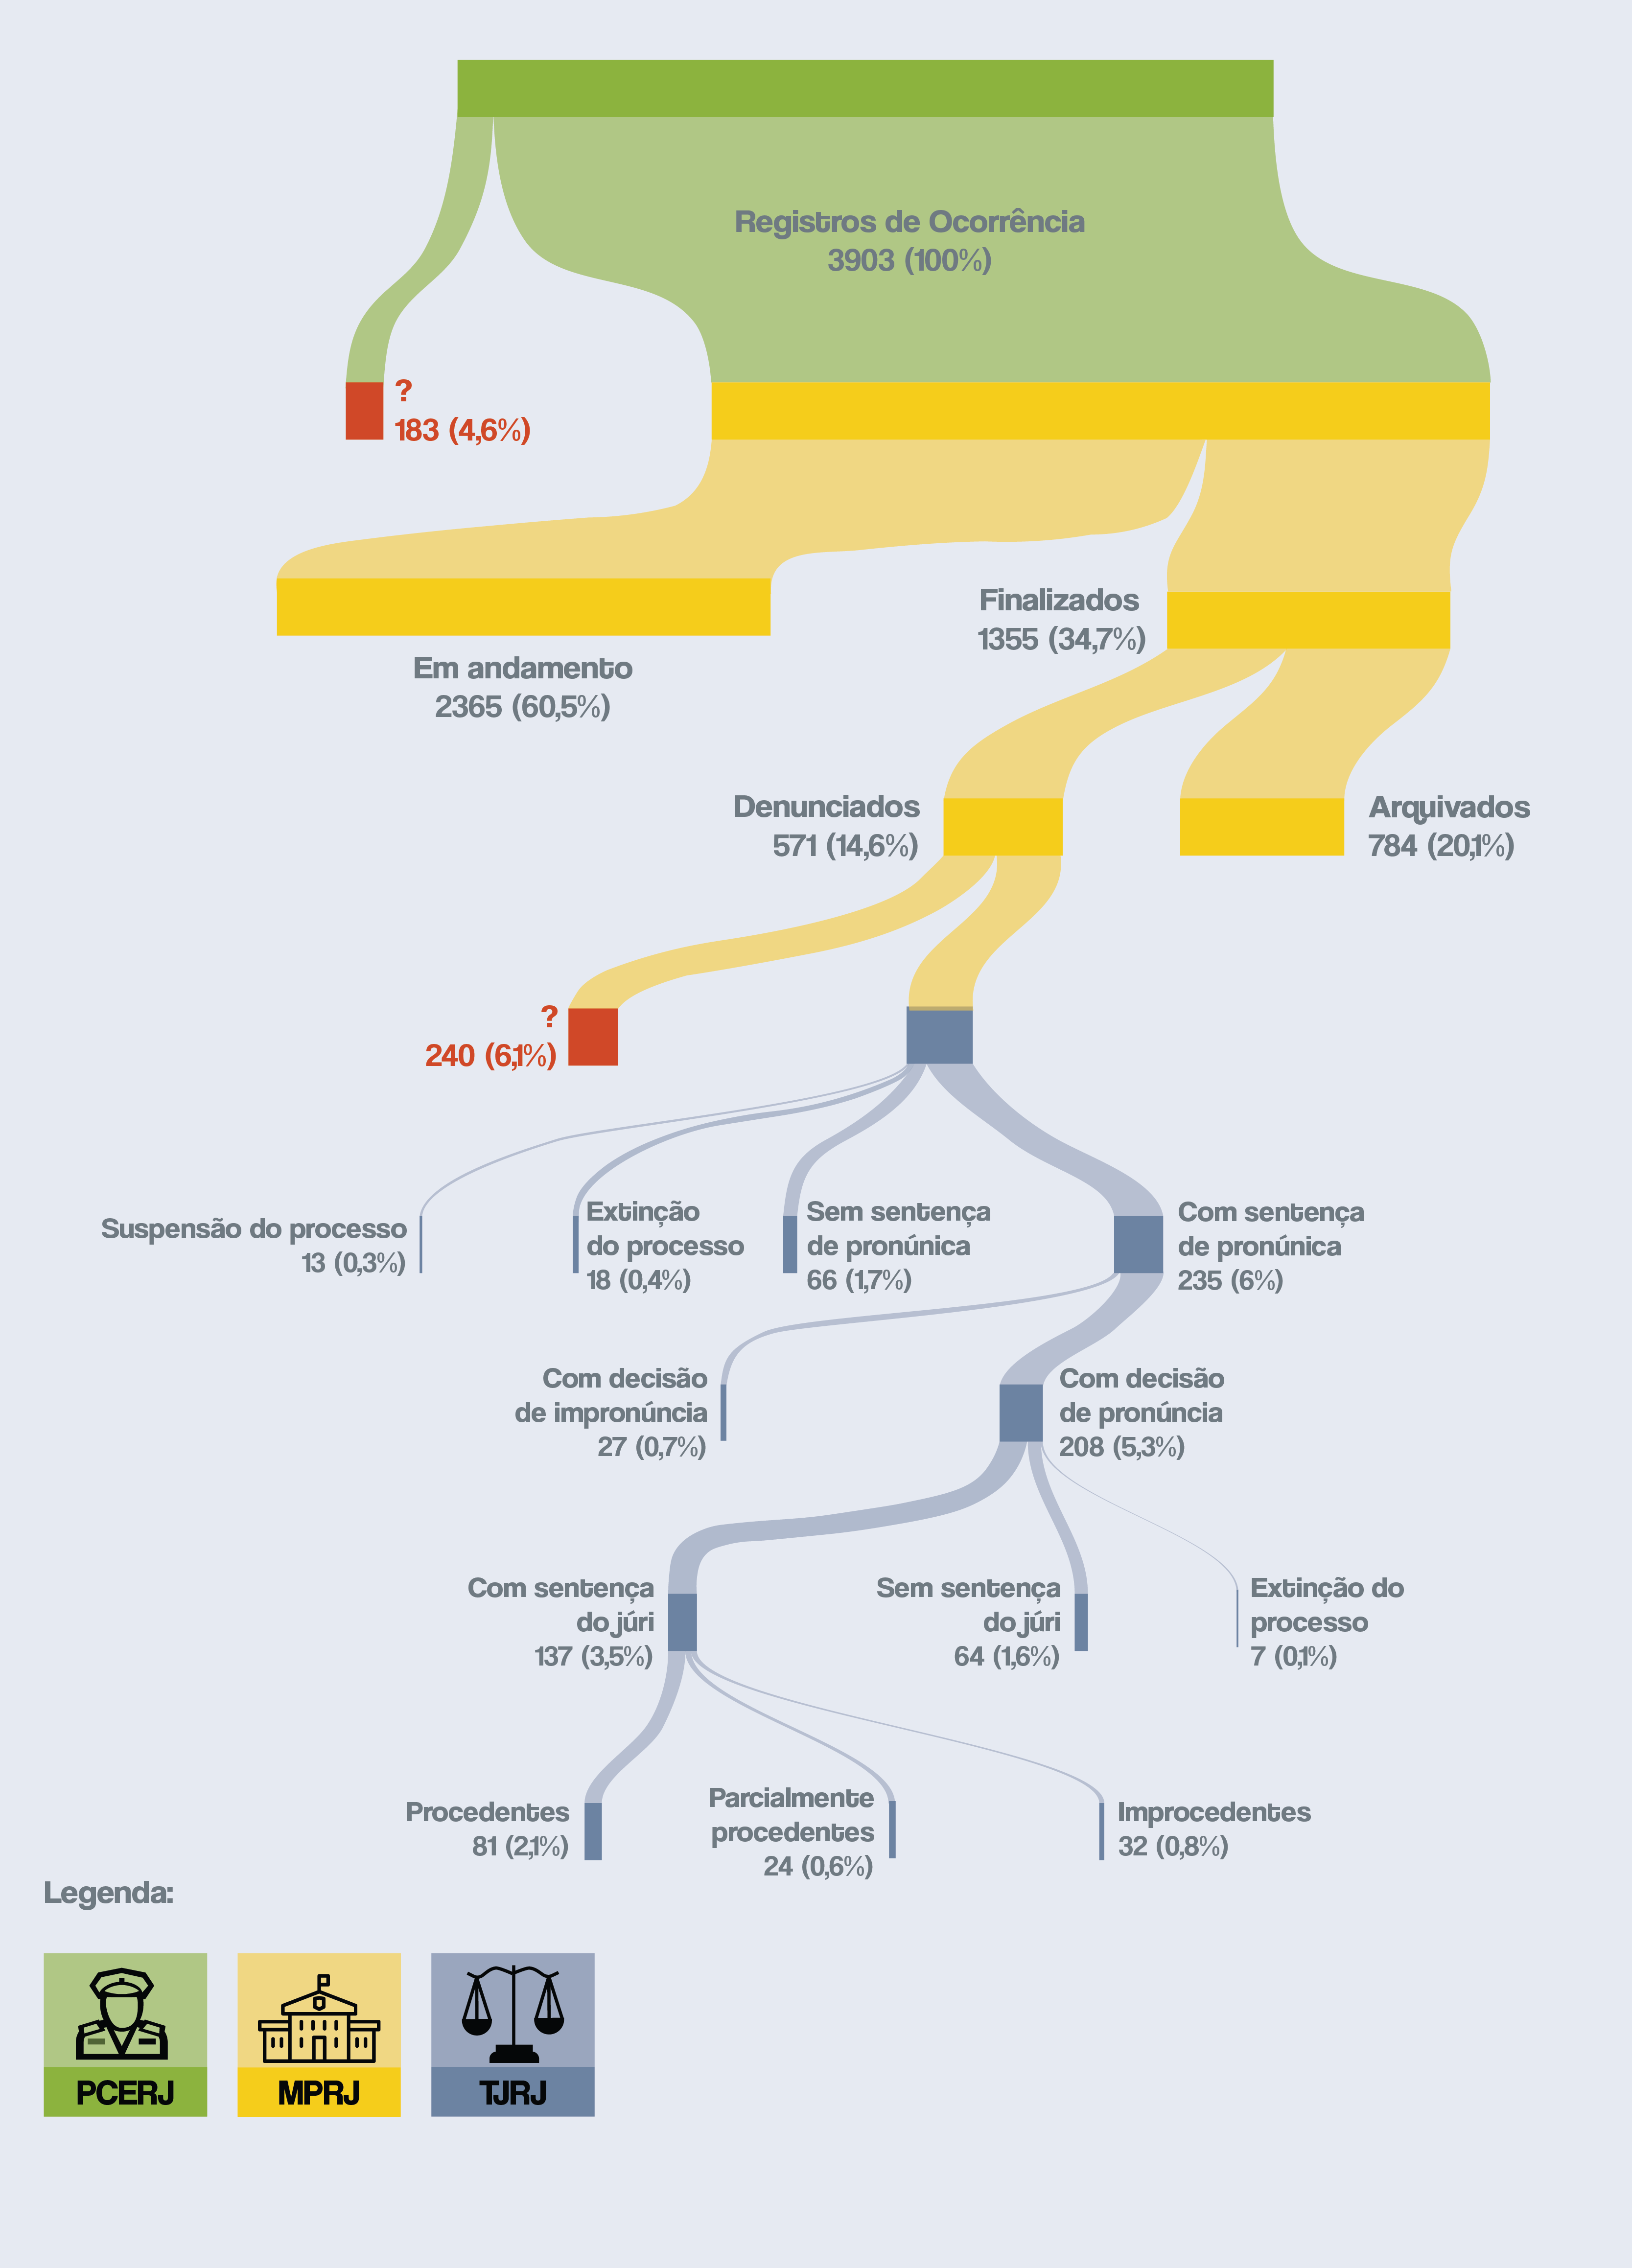 Registros de Ocorrência
3903 (100%)
?
183 (4,6%)
Finalizados
1355 (34,7%)
Em andamento
2365 (60,5%)
Denunciados
571 (14,6%)
Arquivados
784 (20,1%)
?
240 (6,1%)
Suspensão do processo
13 (0,3%)
Extinção
do processo
18 (0,4%)
Sem sentença
de pronúnica
66 (1,7%)
Com sentença
de pronúnica
235 (6%)
Com decisão
de impronúncia
27 (0,7%)
Com decisão
de pronúncia
208 (5,3%)
Com sentença
do júri
137 (3,5%)
Sem sentença
do júri
64 (1,6%)
Extinção do
processo
7 (0,1%)
Procedentes
81 (2,1%)
Parcialmente
procedentes
24 (0,6%)
Improcedentes
32 (0,8%)
Legenda:
PCERJ
MPRJ
TJRJ